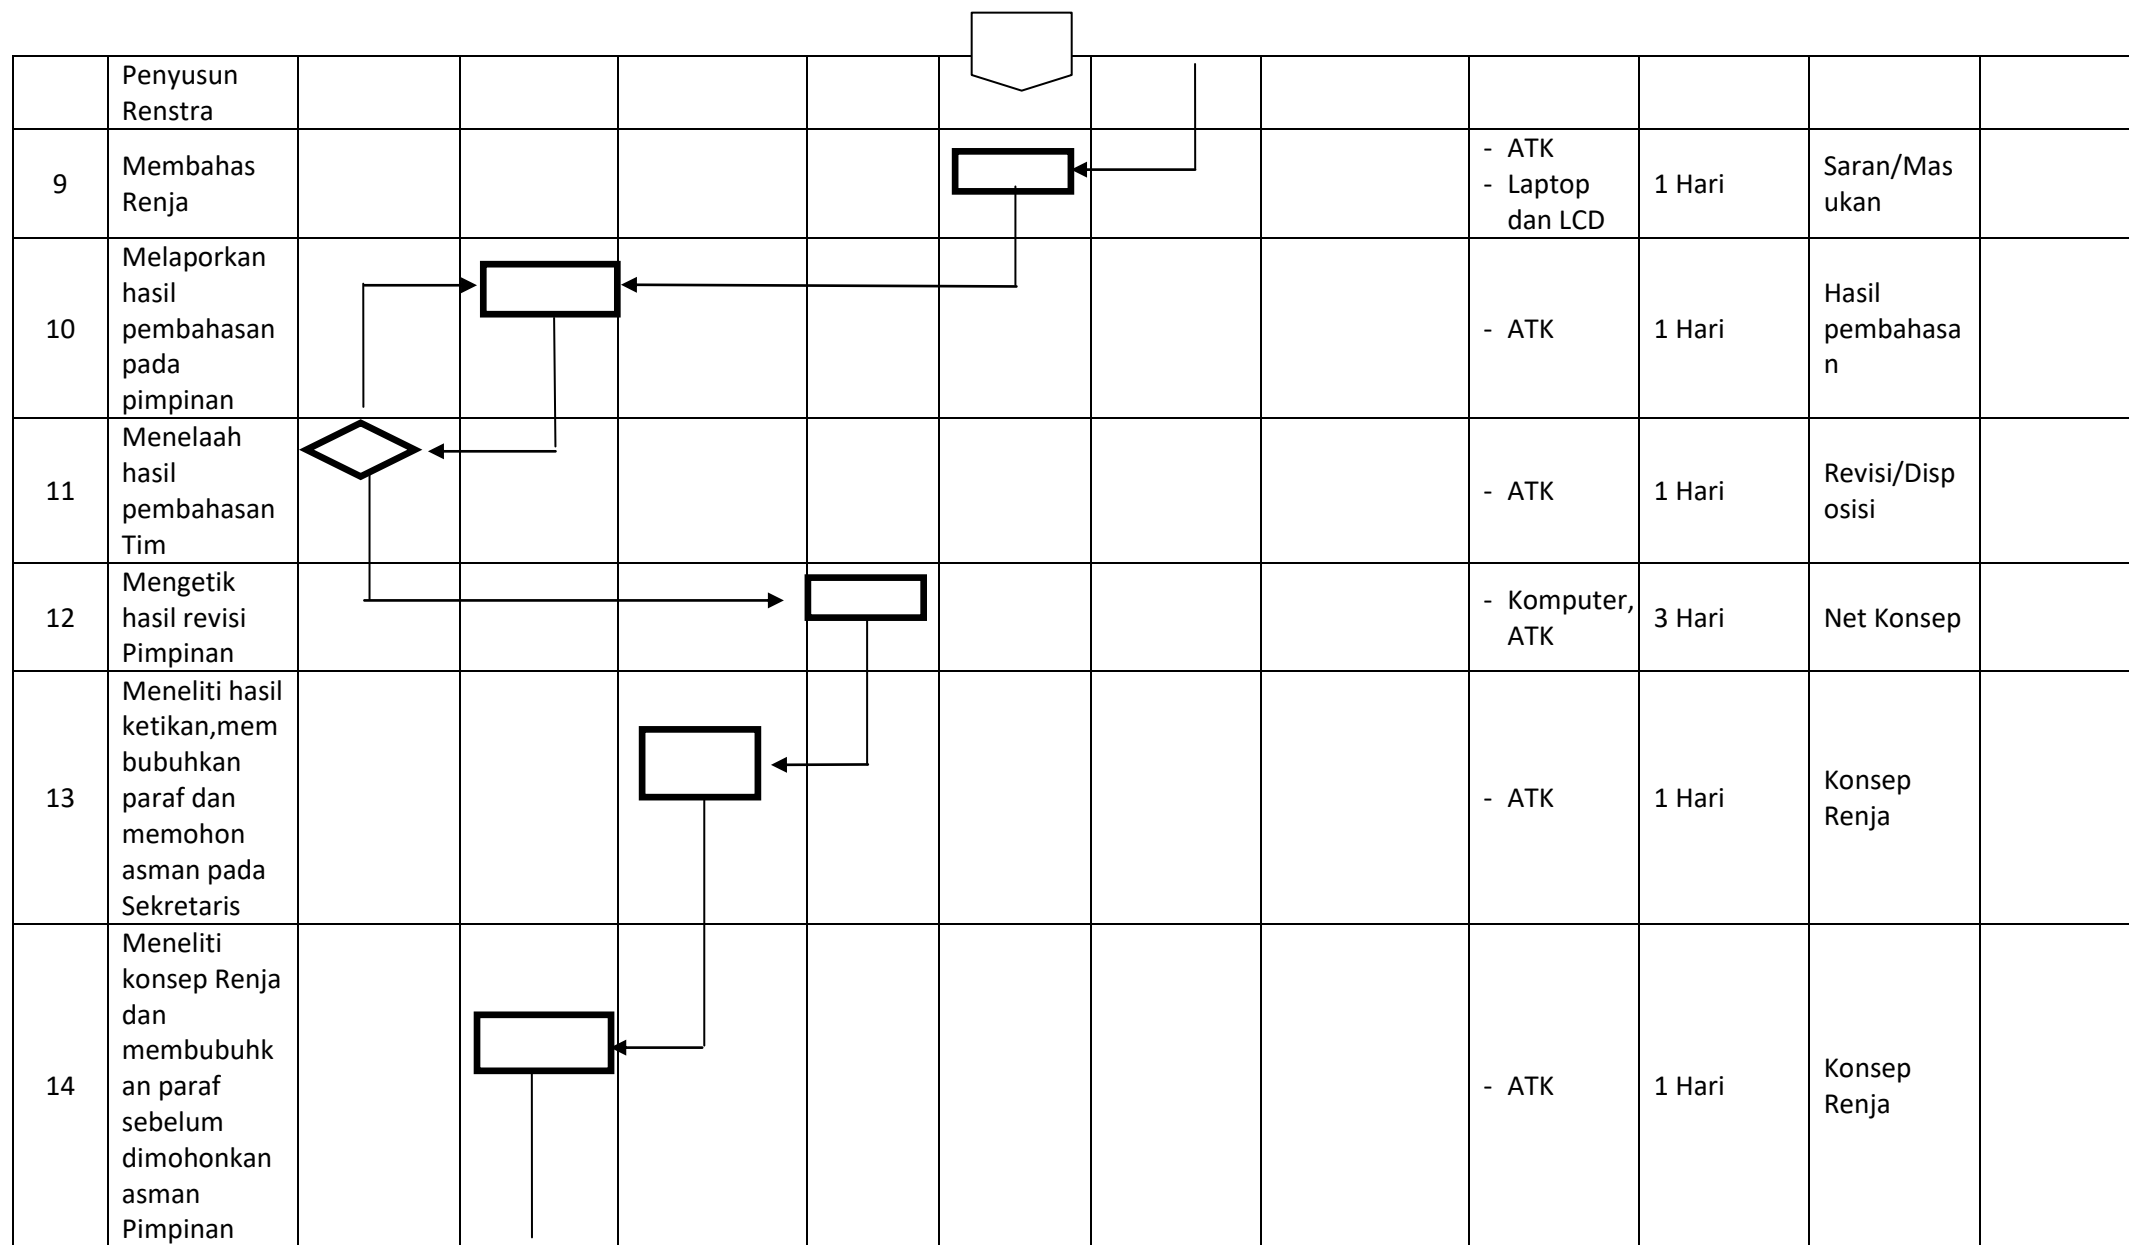 Penyusun
Renstra
9
Membahas
Renja
- ATK
- Laptop
dan LCD
1 Hari
Saran/Mas
ukan
10
Melaporkan
hasil
pembahasan
pada
pimpinan
- ATK
1 Hari
Hasil
pembahasa
n
11
Menelaah
hasil
pembahasan
Tim
- ATK
1 Hari
Revisi/Disp
osisi
12
Mengetik
hasil revisi
Pimpinan
- Komputer,
ATK
3 Hari
Net Konsep
13
Meneliti hasil
ketikan,mem
bubuhkan
paraf dan
memohon
asman pada
Sekretaris
- ATK
1 Hari
Konsep
Renja
14
Meneliti
konsep Renja
dan
membubuhk
an paraf
sebelum
dimohonkan
asman
Pimpinan
- ATK
1 Hari
Konsep
Renja